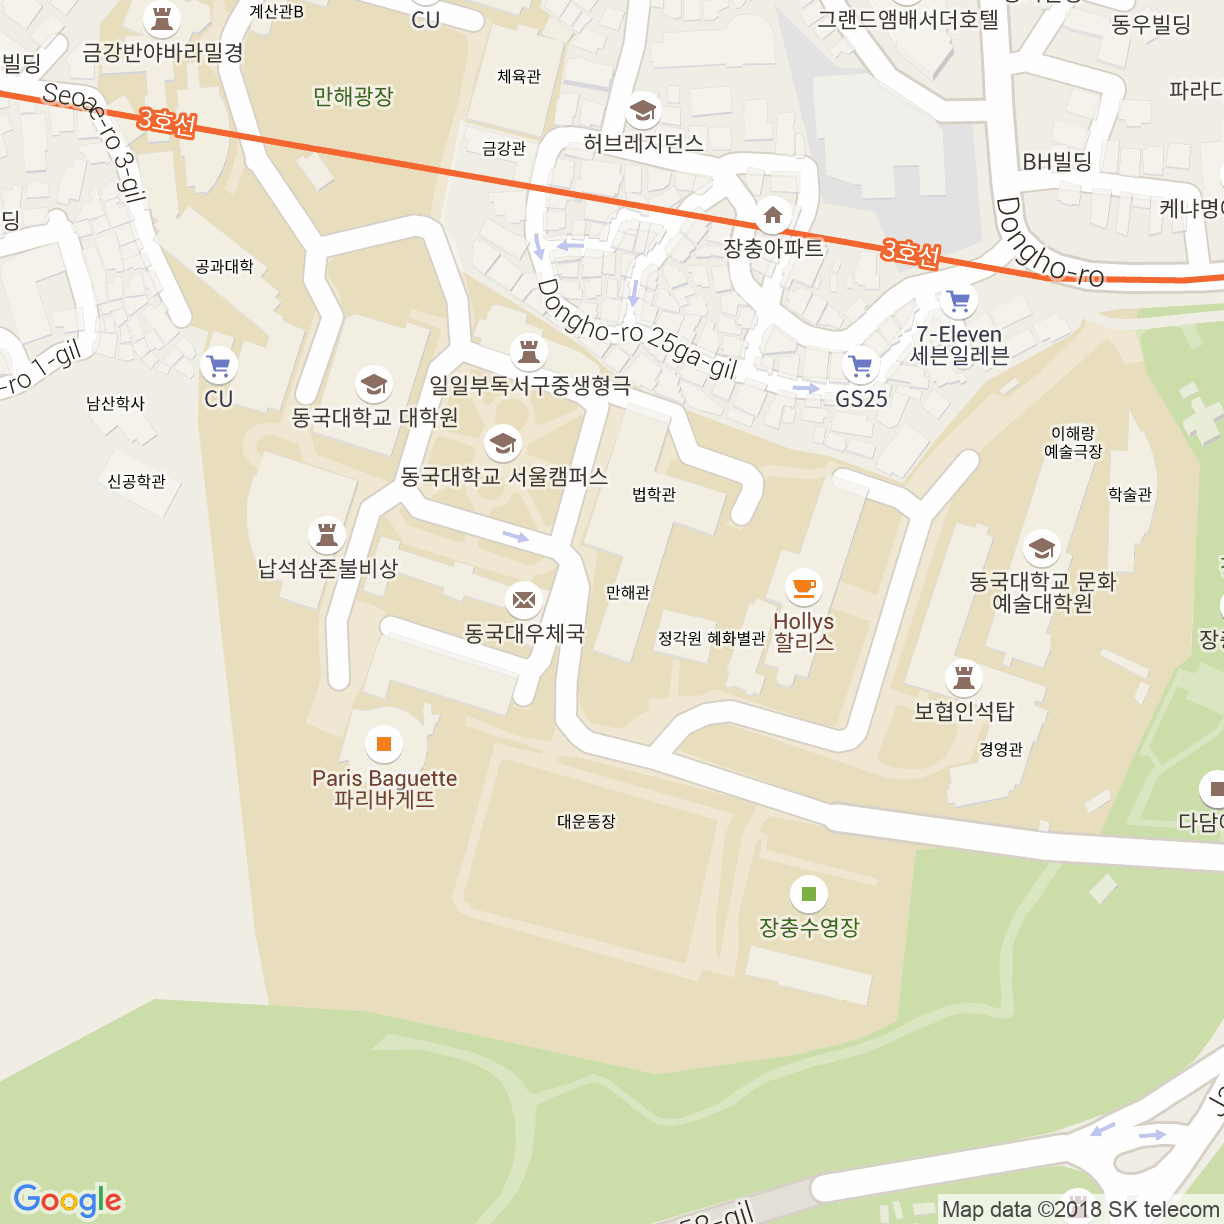 계산관B
CU
그랜드앰배서더호텔
동우빌딩
금강반야바라밀경
빌딩
체육관
만해광장
파라디
Seoae-ro 3-gil
3호선
허브레지던스
금강관
BH빌딩
케냐명이
딩
장충아파트
3호선
Dongho-ro
공과대학
Dongho-ro 25ga-gil
7-Eleven
세븐일레븐
-ro 1-gil
CU
일일부독서구중생형극
GS25
남산학사
동국대학교 대학원
이해랑
예술극장
동국대학교 서울캠퍼스
신공학관
법학관
학술관
납석삼존불비상
동국대학교 문화
예술대학원
만해관
Hollys
할리스
동국대우체국
정각원 혜화별관
장충
보협인석탑
경영관
Paris Baguette
파리바게뜨
대운동장
다담에
장충수영장
Google
58-gil
Map data ©2018 SK telecom